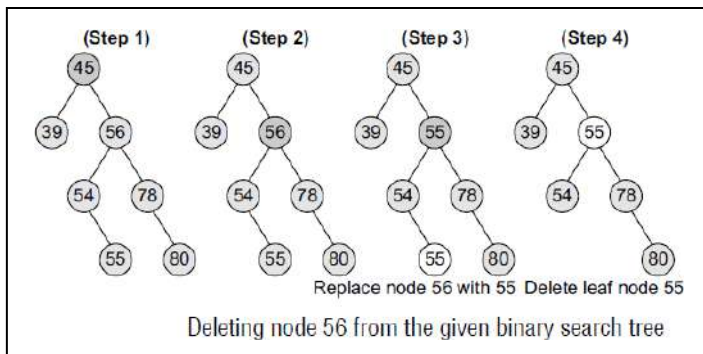 (Step 1) (Step 2) (Step 3) (Step 4)
45 45 45 45
39 56 39 56 39 55 39 55
54 78 54 78 54 78 54 78
55 80 55 80 55 80 80
Replace node 56 with 55 Delete leaf node 55
Deleting node 56 from the given binary search tree